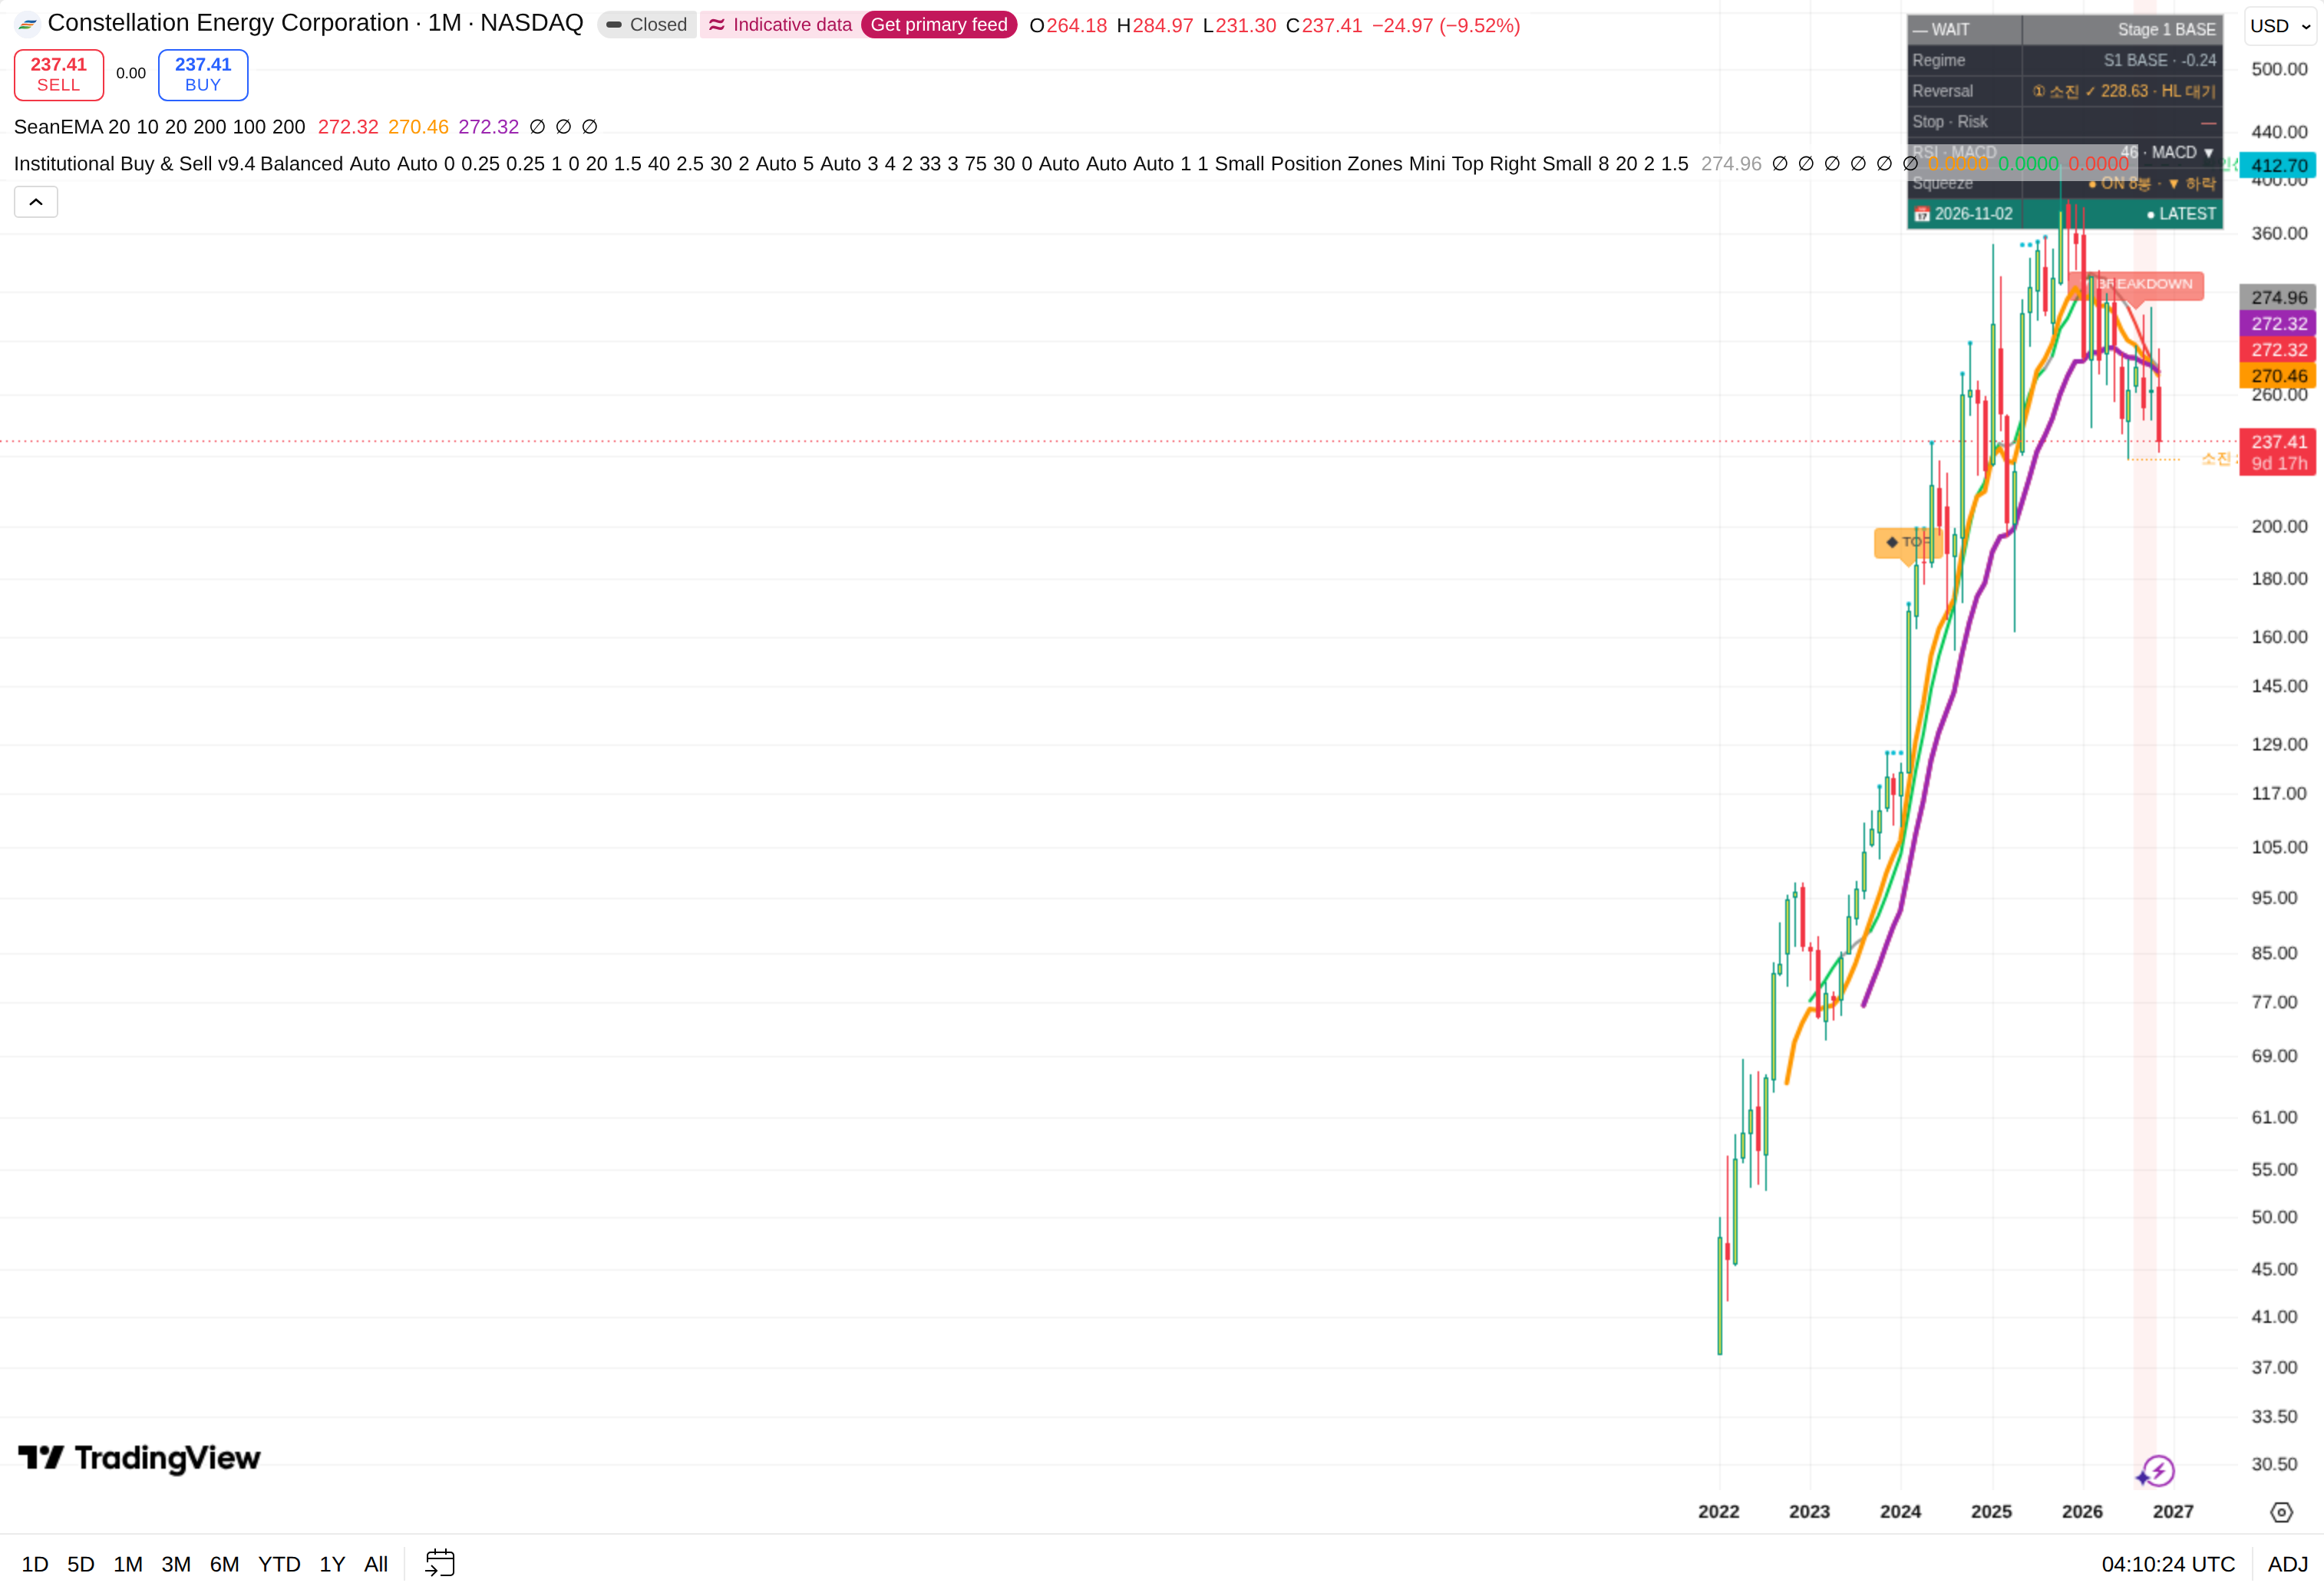 Constellation Energy Corporation · 1M · NASDAQ
Closed
Indicative data
Get primary feed
O264.18 H284.97 L231.30 C237.41 −24.97 (−9.52%)
237.41
SELL
0.00
237.41
BUY
SeanEMA 20 10 20 200 100 200 272.32 270.46 272.32 ∅ ∅ ∅
Institutional Buy & Sell v9.4 Balanced Auto Auto 0 0.25 0.25 1 0 20 1.5 40 2.5 30 2 Auto 5 Auto 3 4 2 33 3 75 30 0 Auto Auto Auto 1 1 Small Position Zones Mini Top Right Small 8 20 2 1.5 274.96 ∅ ∅ ∅ ∅ ∅ ∅ 0.0000 0.0000 0.0000
— WAIT Stage 1 BASE
Regime S1 BASE · -0.24
Reversal ① 소진 ✓ 228.63 · HL 대기
Stop · Risk —
RSI · MACD 46 · MACD ▼
Squeeze ● ON 8봉 · ▼ 하락
📅 2026-11-02 ● LATEST
BREAKDOWN
◆ TOP
소진
USD
500.00
440.00
412.70
400.00
360.00
274.96
272.32
272.32
270.46
260.00
237.41
9d 17h
200.00
180.00
160.00
145.00
129.00
117.00
105.00
95.00
85.00
77.00
69.00
61.00
55.00
50.00
45.00
41.00
37.00
33.50
30.50
TradingView
2022 2023 2024 2025 2026 2027
1D 5D 1M 3M 6M YTD 1Y All
04:10:24 UTC ADJ